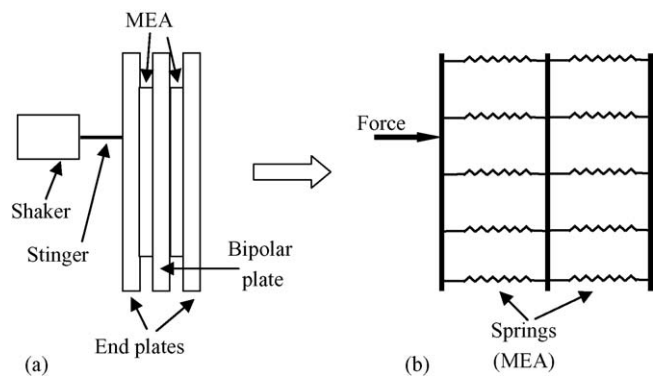 MEA
Shaker
Stinger
Bipolar
plate
End plates
(a)
Force
Springs
(MEA)
(b)